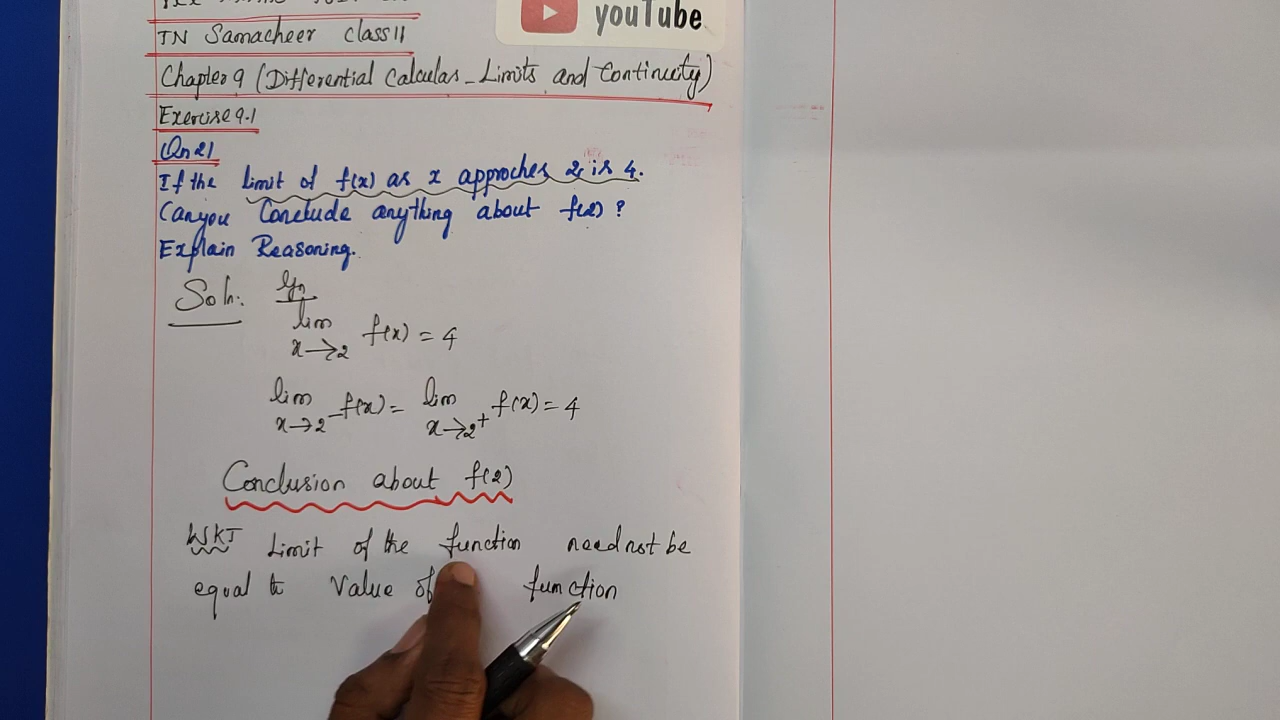 youTube
TN Samacheer class 11
Chapter 9 (Differential Calculas - Limits and Continuity)
Exercise 9.1
Qn 21
If the limit of f(x) as x approches 2 is 4.
Can you Conclude anything about f(2) ?
Explain Reasoning.
Soln: Gn
lim x→2 f(x) = 4
lim x→2- f(x) = lim x→2+ f(x) = 4
Conclusion about f(2)
WKT Limit of the function need not be
equal to Value of function